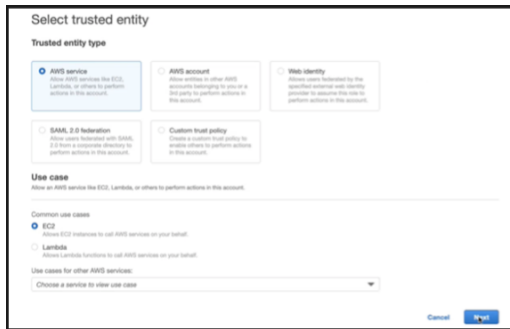 Select trusted entity
Trusted entity type
AWS service
Allow AWS services like EC2,
Lambda, or others to perform
actions in this account.
AWS account
Allow entities in other AWS
accounts belonging to you or a
3rd party to perform actions in
this account.
Web identity
Allows users federated by the
specified external web identity
provider to assume this role to
perform actions in this account.
SAML 2.0 federation
Allow users federated with SAML
2.0 from a corporate directory to
perform actions in this account.
Custom trust policy
Create a custom trust policy to
enable others to perform actions
in this account.
Use case
Allow an AWS service like EC2, Lambda, or others to perform actions in this account.
Common use cases
EC2
Allows EC2 instances to call AWS services on your behalf.
Lambda
Allows Lambda functions to call AWS services on your behalf.
Use cases for other AWS services:
Choose a service to view use case
Cancel
Next